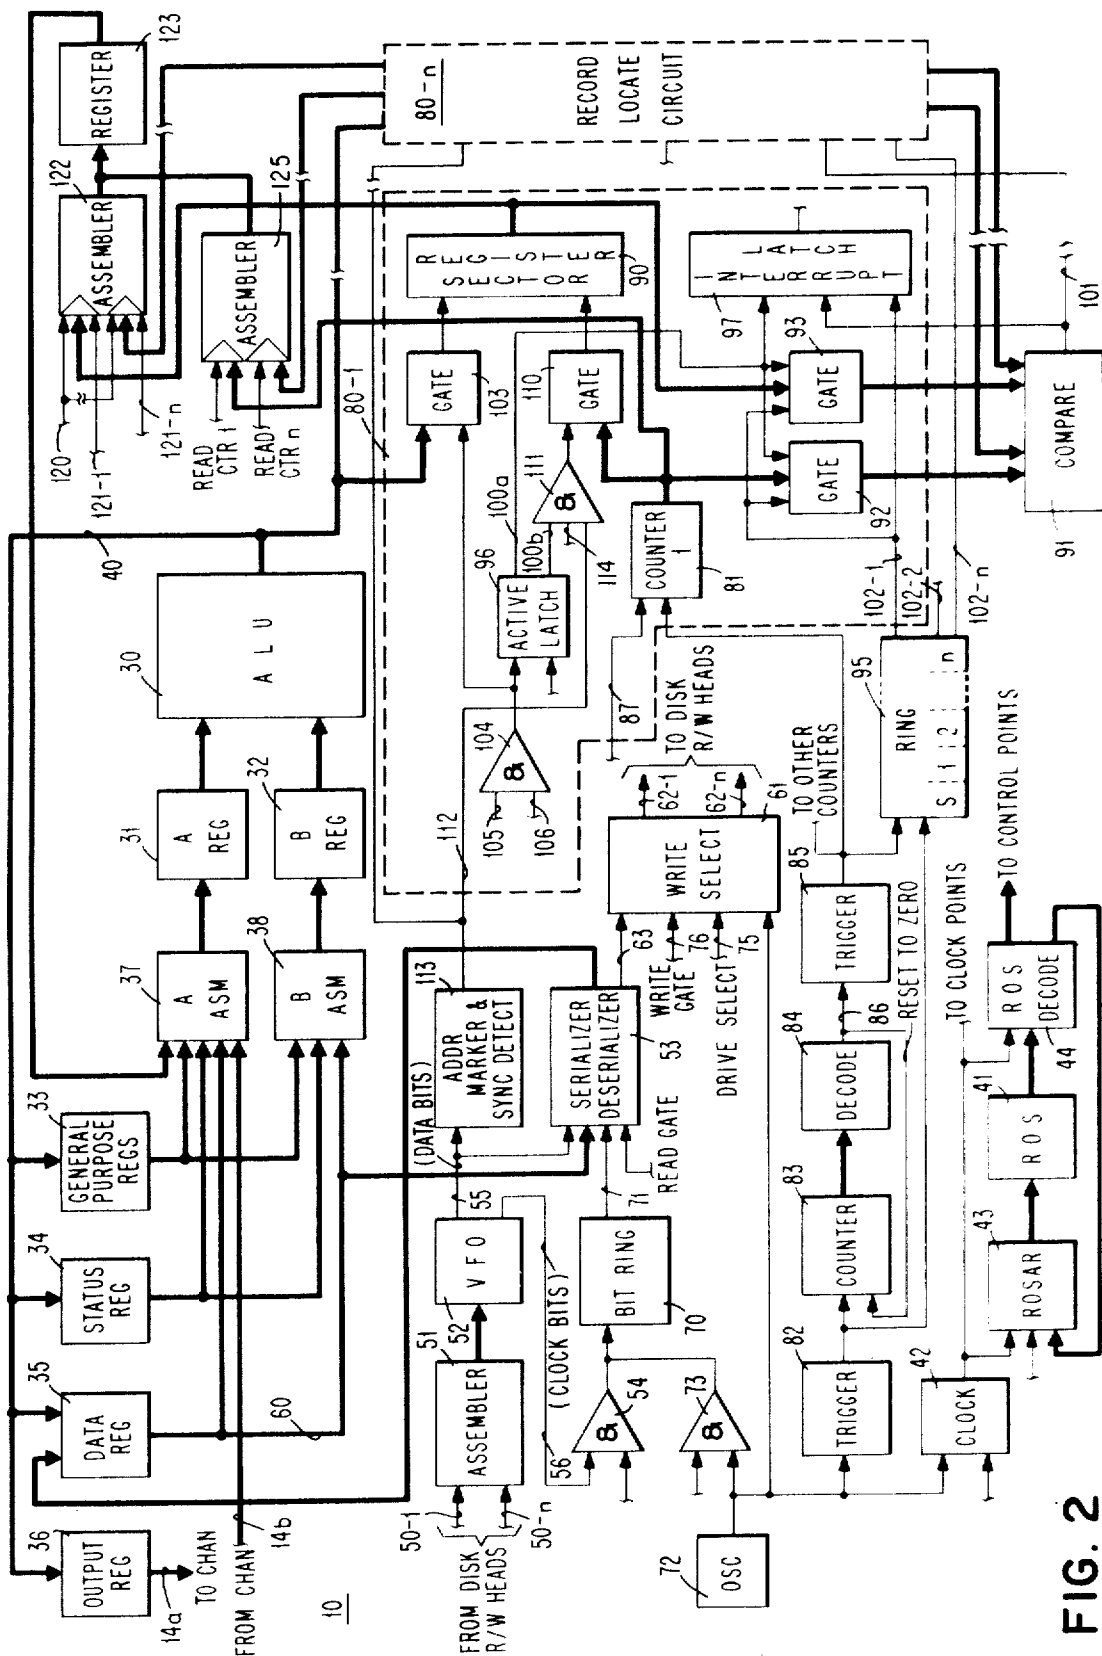 10
OUTPUT
REG
36
14a
TO CHAN
FROM CHAN
14b
DATA
REG
35
60
STATUS
REG
34
GENERAL
PURPOSE
REGS
33
A
ASM
37
B
ASM
38
A
REG
31
B
REG
32
A L U
30
40
120
121-1
121-n
ASSEMBLER
122
REGISTER
123
READ
CTR 1
READ
CTR n
ASSEMBLER
125
FROM DISK
R/W HEADS
50-1
50-n
ASSEMBLER
51
V F O
52
55
(DATA BITS)
ADDR
MARKER &
SYNC DETECT
113
112
56
(CLOCK BITS)
&
54
&
73
BIT RING
70
71
READ GATE
SERIALIZER
DESERIALIZER
53
63
WRITE
GATE
76
DRIVE SELECT
75
WRITE
SELECT
61
62-1
62-n
TO DISK
R/W HEADS
105
106
&
104
ACTIVE
LATCH
96
100a
100b
114
&
111
80-1
GATE
103
GATE
110
REGISTER
SECTOR
90
80-n
RECORD
LOCATE
CIRCUIT
87
COUNTER
1
81
GATE
92
GATE
93
INTERRUPT
LATCH
97
OSC
72
TRIGGER
82
COUNTER
83
DECODE
84
86
TRIGGER
85
RESET TO ZERO
TO OTHER
COUNTERS
RING
S 1 2 n
95
102-1
102-2
102-n
COMPARE
91
101
CLOCK
42
TO CLOCK POINTS
ROSAR
43
R O S
41
R O S
DECODE
44
TO CONTROL POINTS
FIG. 2